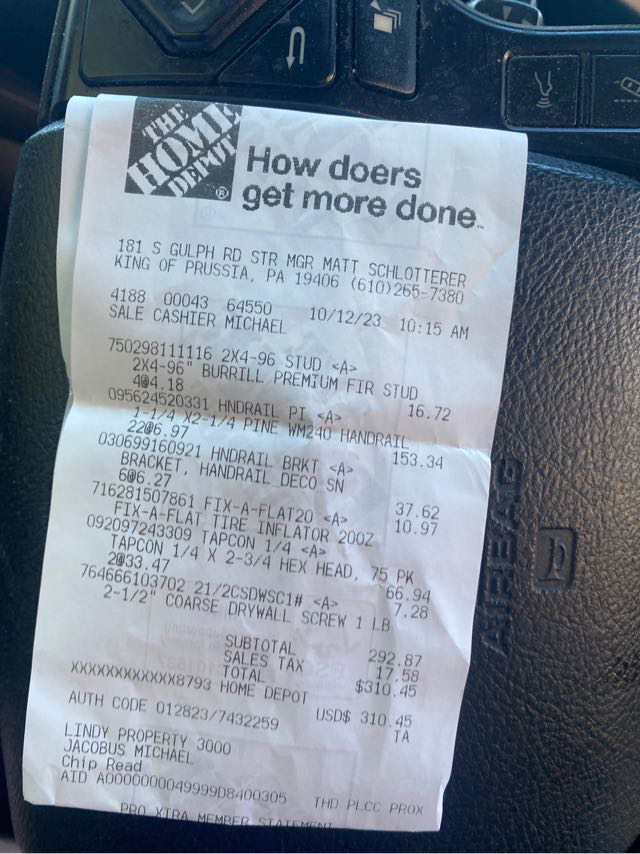 THE
HOME
DEPOT
®
How doers
get more done™
181 S GULPH RD STR MGR MATT SCHLOTTERER
KING OF PRUSSIA, PA 19406 (610)265-7380
4188 00043 64550 10/12/23 10:15 AM
SALE CASHIER MICHAEL
750298111116 2X4-96 STUD <A>
2X4-96" BURRILL PREMIUM FIR STUD
4@4.18 16.72
095624520331 HNDRAIL PI <A>
1-1/4 X2-1/4 PINE WM240 HANDRAIL
22@6.97 153.34
030699160921 HNDRAIL BRKT <A>
BRACKET, HANDRAIL DECO SN
6@6.27 37.62
716281507861 FIX-A-FLAT20 <A> 10.97
FIX-A-FLAT TIRE INFLATOR 20OZ
092097243309 TAPCON 1/4 <A>
TAPCON 1/4 X 2-3/4 HEX HEAD, 75 PK
2@33.47 66.94
764666103702 21/2CSDWSC1# <A> 7.28
2-1/2" COARSE DRYWALL SCREW 1 LB
SUBTOTAL 292.87
SALES TAX 17.58
TOTAL $310.45
XXXXXXXXXXXX8793 HOME DEPOT
USD$ 310.45
AUTH CODE 012823/7432259 TA
LINDY PROPERTY 3000
JACOBUS MICHAEL
Chip Read
AID A0000000049999D8400305 THD PLCC PROX
PRO XTRA MEMBER STATEMENT
AIRBAG